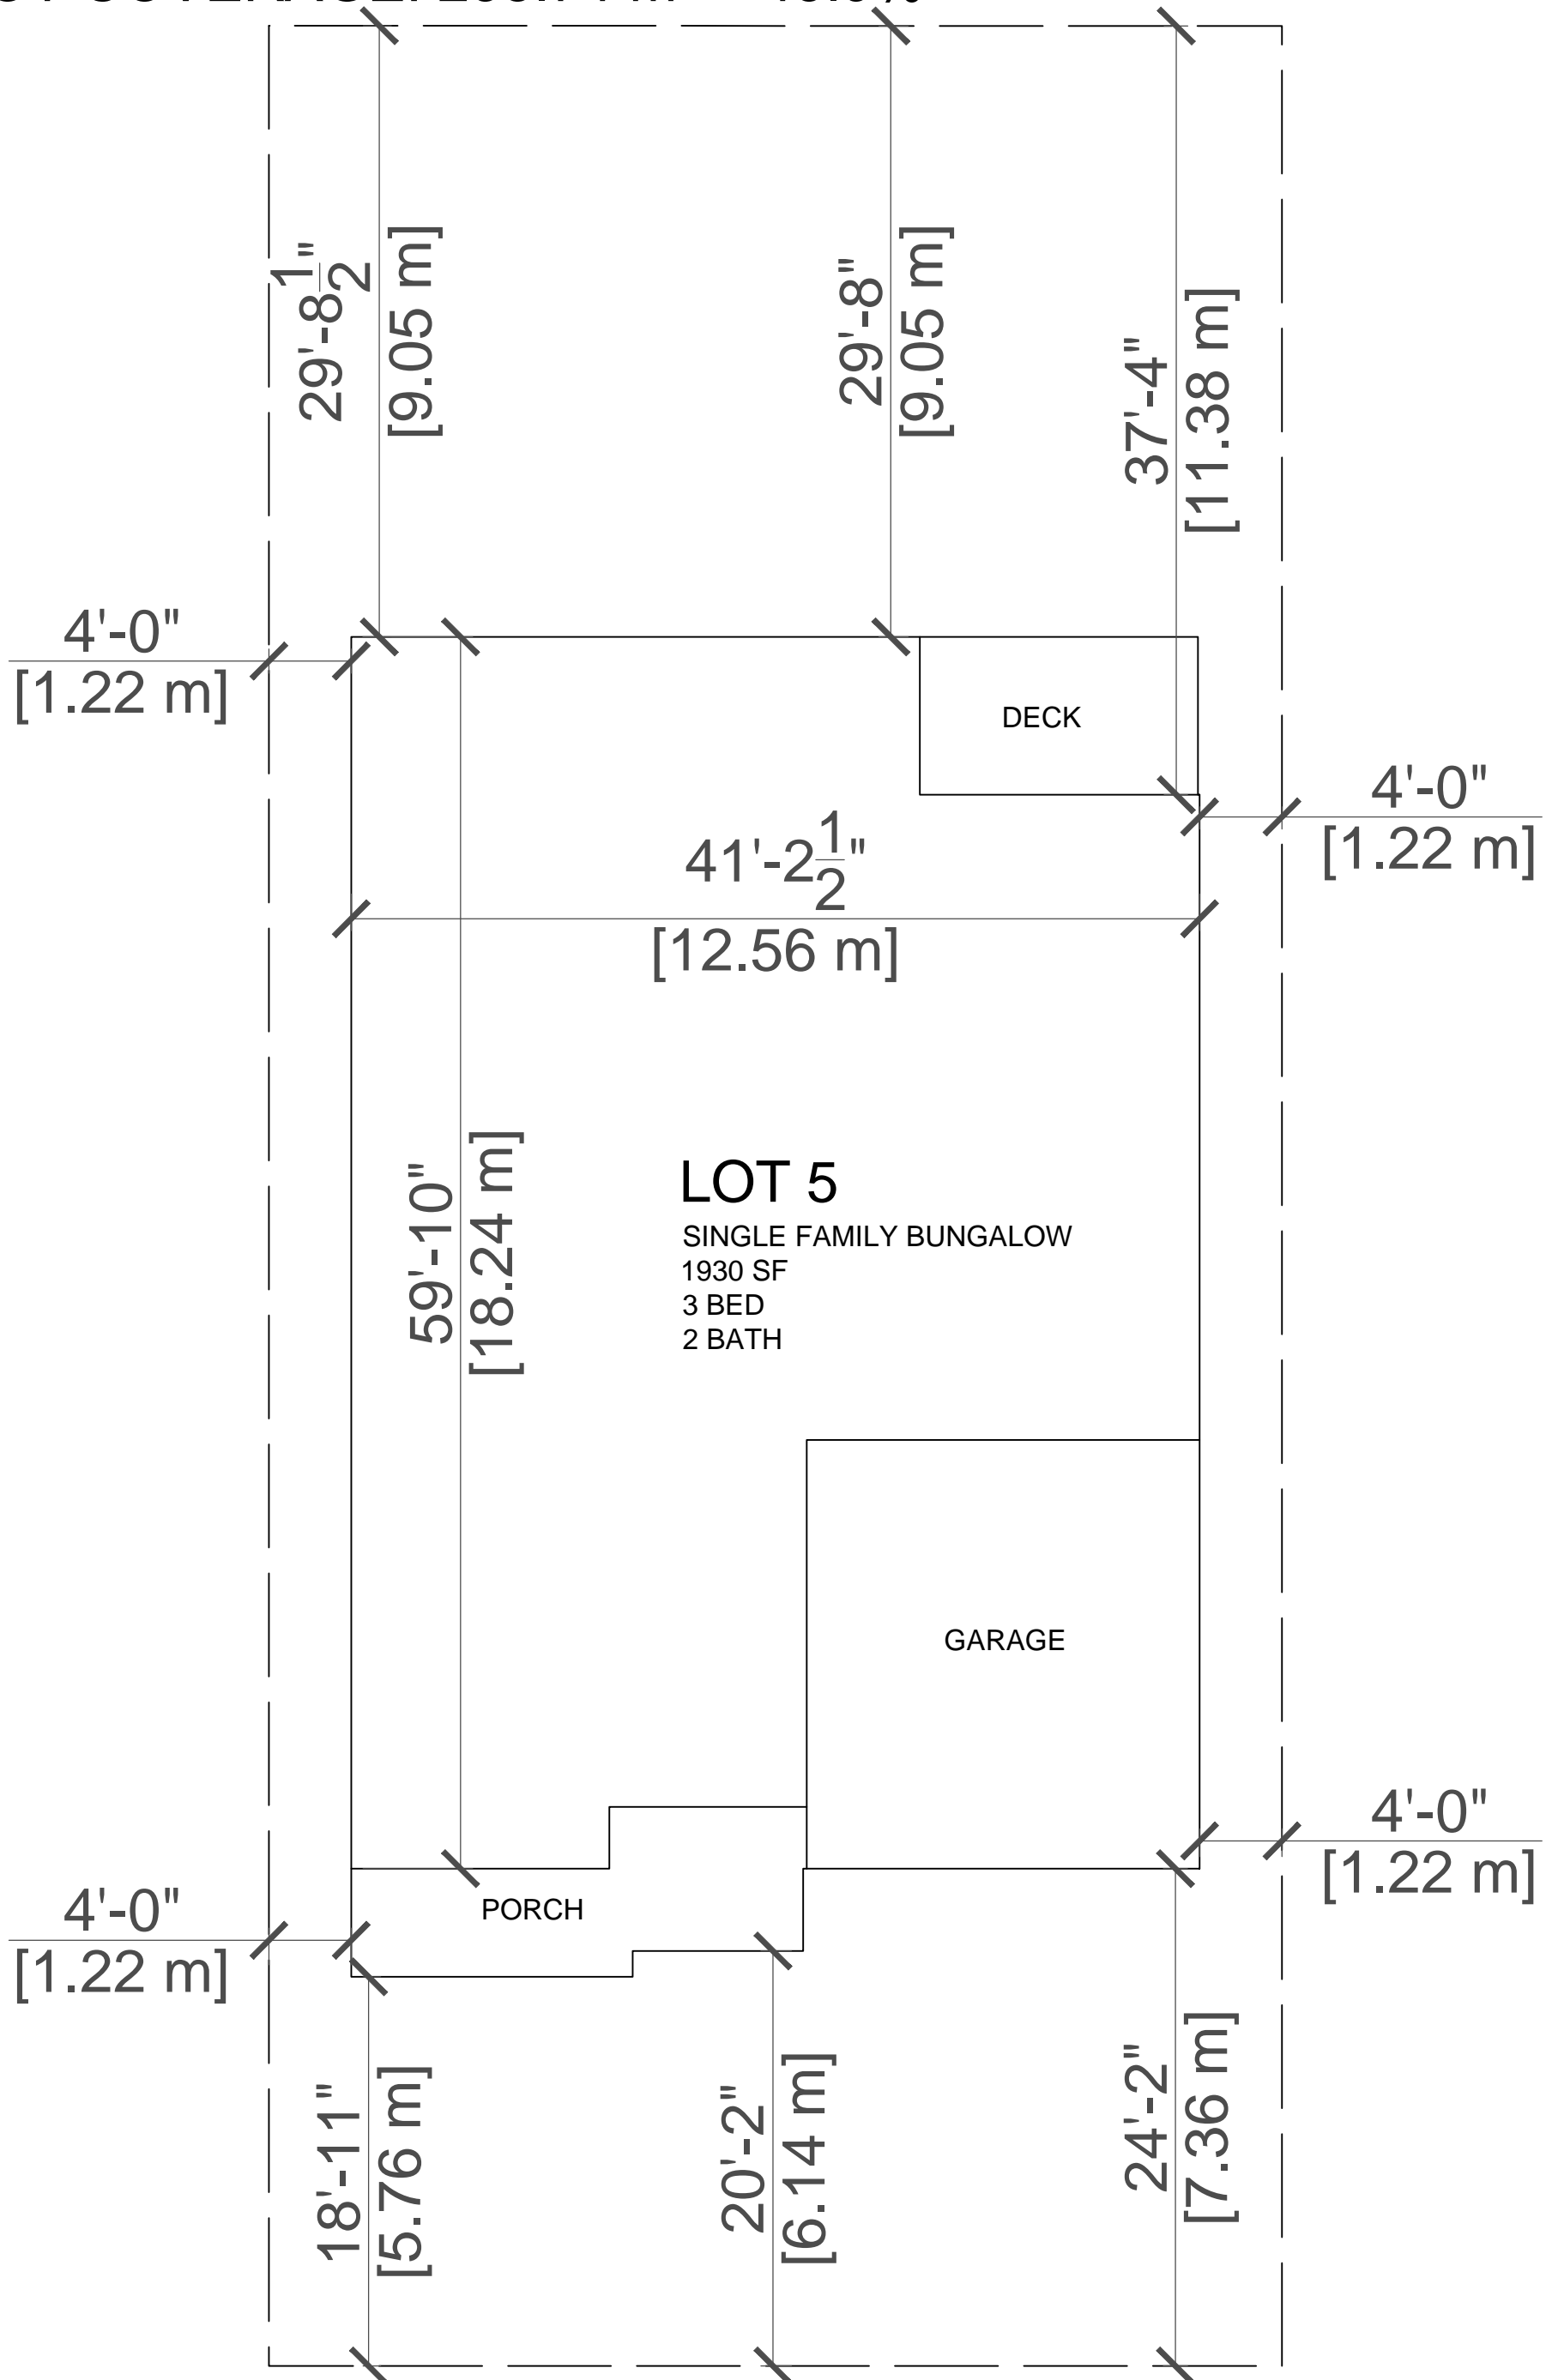 29'-8 1/2"
[9.05 m]
29'-8"
[9.05 m]
37'-4"
[11.38 m]
4'-0"
[1.22 m]
DECK
4'-0"
[1.22 m]
41'-2 1/2"
[12.56 m]
59'-10"
[18.24 m]
LOT 5
SINGLE FAMILY BUNGALOW
1930 SF
3 BED
2 BATH
GARAGE
4'-0"
[1.22 m]
4'-0"
[1.22 m]
PORCH
18'-11"
[5.76 m]
20'-2"
[6.14 m]
24'-2"
[7.36 m]